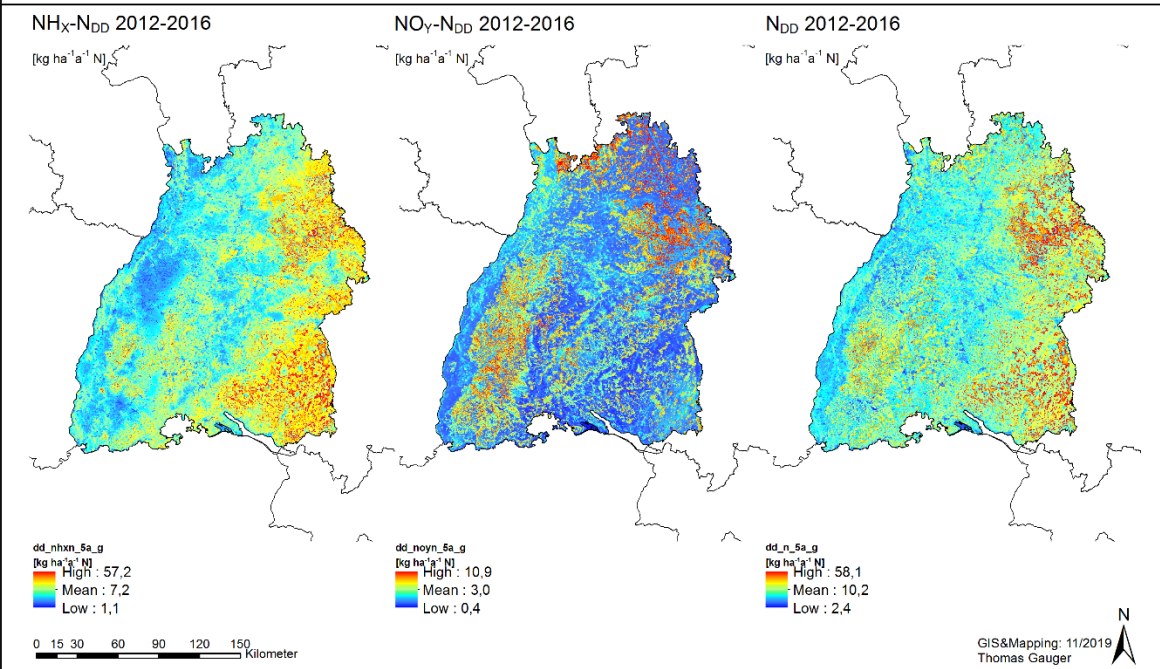 NHX-NDD 2012-2016
[kg ha⁻¹a⁻¹ N]
NOY-NDD 2012-2016
[kg ha⁻¹a⁻¹ N]
NDD 2012-2016
[kg ha⁻¹a⁻¹ N]
dd_nhxn_5a_g
[kg ha⁻¹a⁻¹ N]
High : 57,2
Mean : 7,2
Low : 1,1
dd_noyn_5a_g
[kg ha⁻¹a⁻¹ N]
High : 10,9
Mean : 3,0
Low : 0,4
dd_n_5a_g
[kg ha⁻¹a⁻¹ N]
High : 58,1
Mean : 10,2
Low : 2,4
0 15 30 60 90 120 150
Kilometer
GIS&Mapping: 11/2019
Thomas Gauger
N